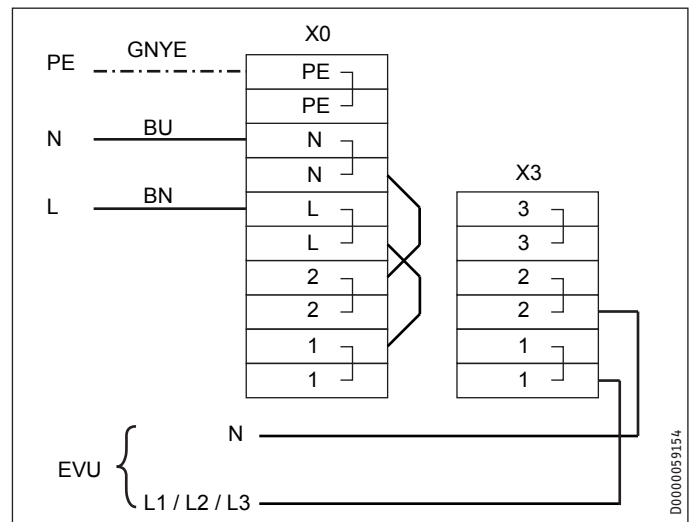 X0
PE GNYE PE
PE
N BU N
N X3
L BN L 3
L 3
2 2
2 2
1 1
1 1
N
EVU
L1 / L2 / L3
D0000059154